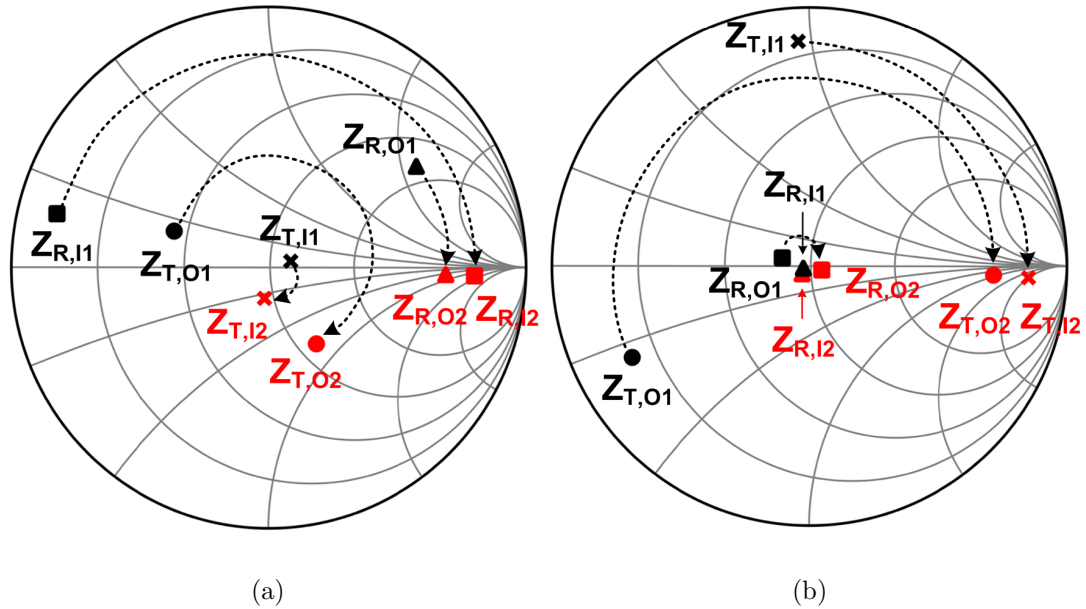 Z_R,I1
Z_T,O1
Z_T,I1
Z_R,O1
Z_T,I2
Z_T,O2
Z_R,O2
Z_R,I2
(a)
Z_T,I1
Z_R,I1
Z_R,O1
Z_R,O2
Z_R,I2
Z_T,O1
Z_T,O2
Z_T,I2
(b)